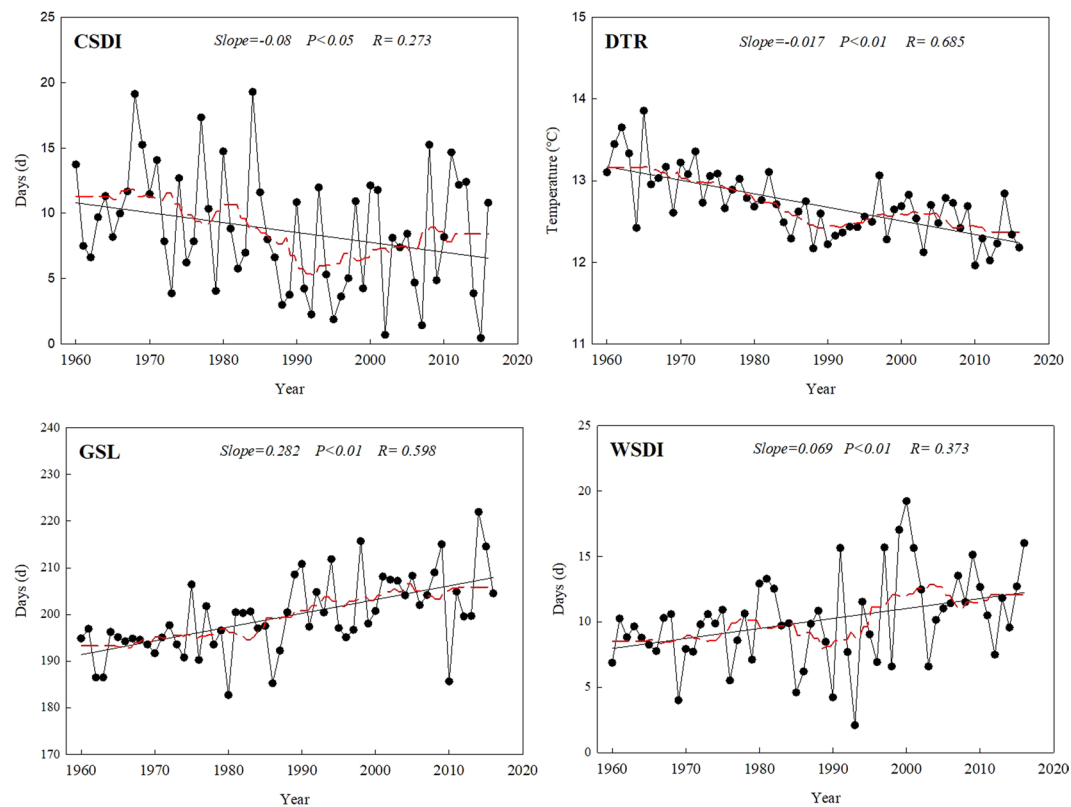 CSDI
Slope=-0.08 P<0.05 R= 0.273
25
20
15
10
5
0
Days (d)
1960 1970 1980 1990 2000 2010 2020
Year
DTR
Slope=-0.017 P<0.01 R= 0.685
15
14
13
12
11
Temperature (°C)
1960 1970 1980 1990 2000 2010 2020
Year
GSL
Slope=0.282 P<0.01 R= 0.598
240
230
220
210
200
190
180
170
Days (d)
1960 1970 1980 1990 2000 2010 2020
Year
WSDI
Slope=0.069 P<0.01 R= 0.373
25
20
15
10
5
0
Days (d)
1960 1970 1980 1990 2000 2010 2020
Year